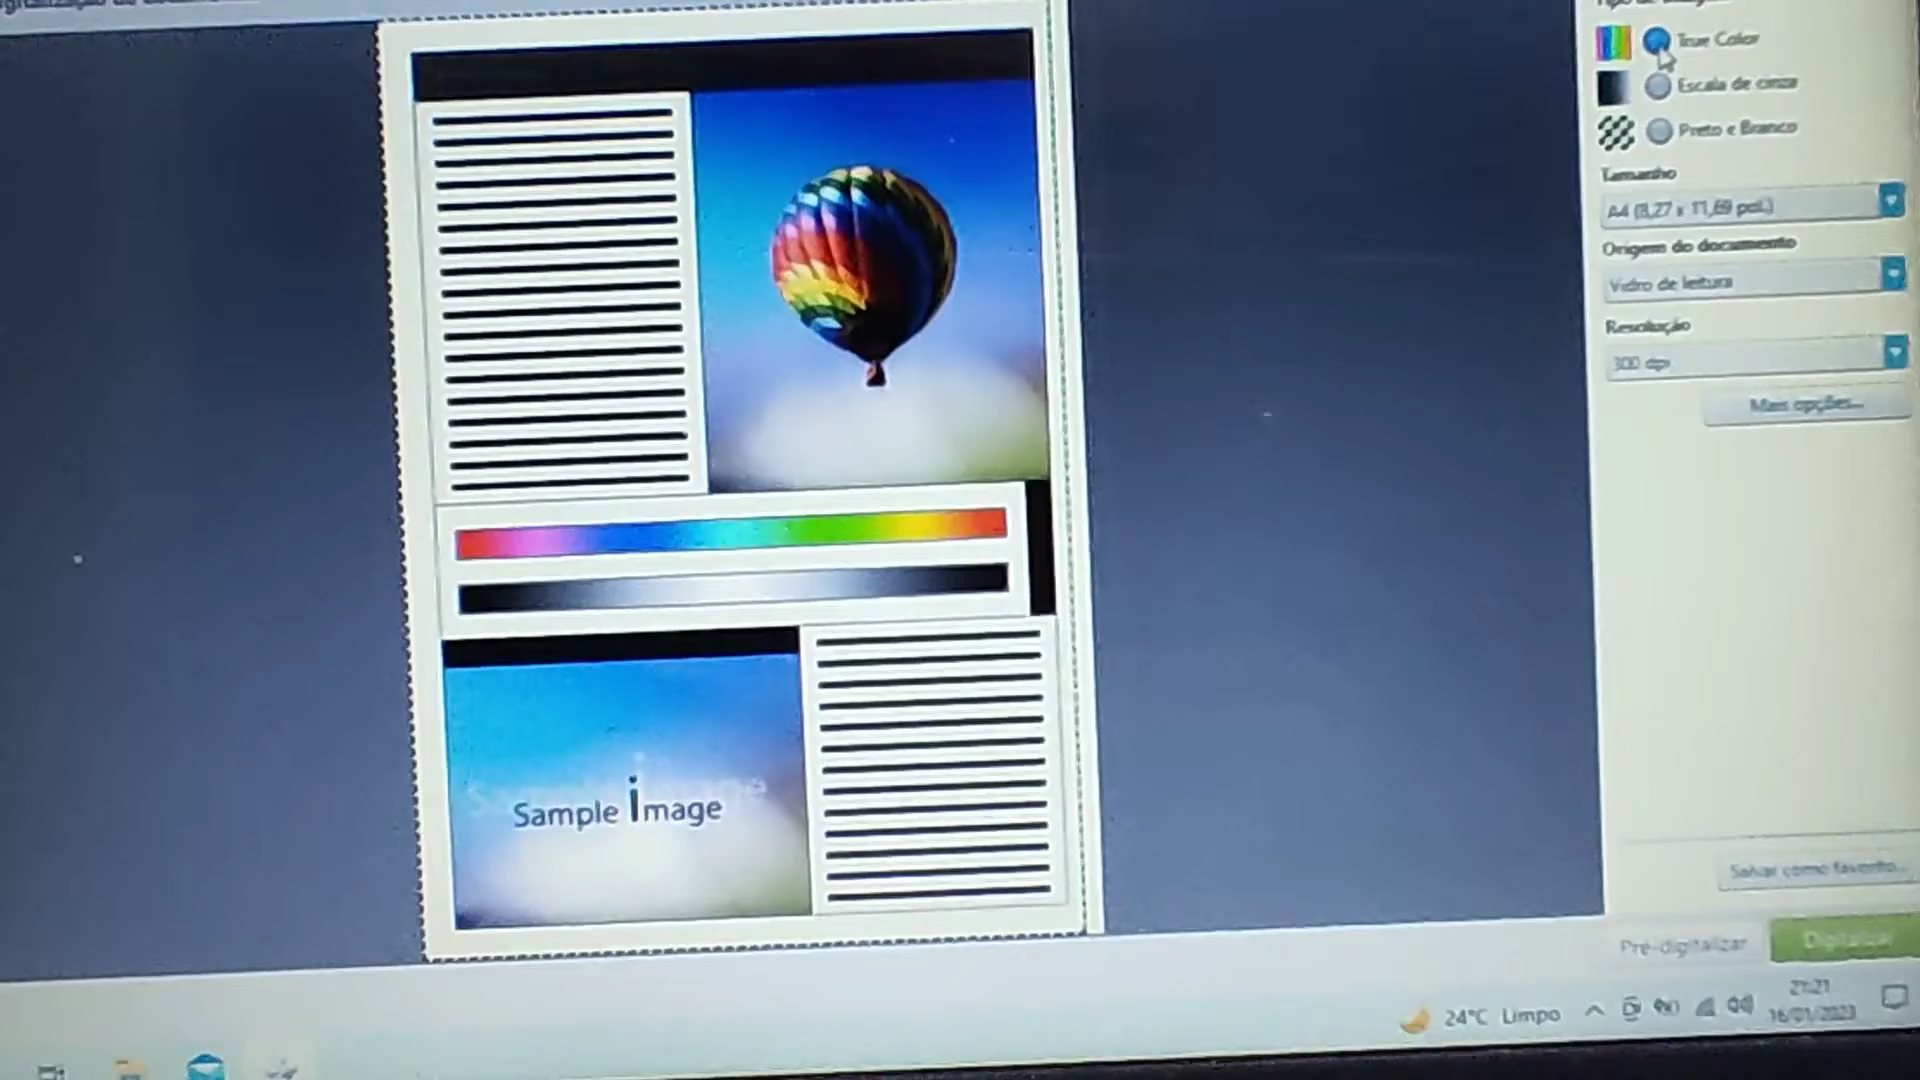 True Color
Escala de cinza
Preto e Branco
Tamanho
A4 (8,27 x 11,69 pol.)
Origem do documento
Vidro de leitura
Resolução
300 dpi
Mais opções...
Sample image
Salvar como favorito...
Pré-digitalizar
Digitalizar
24°C Limpo
21:21
16/01/2023